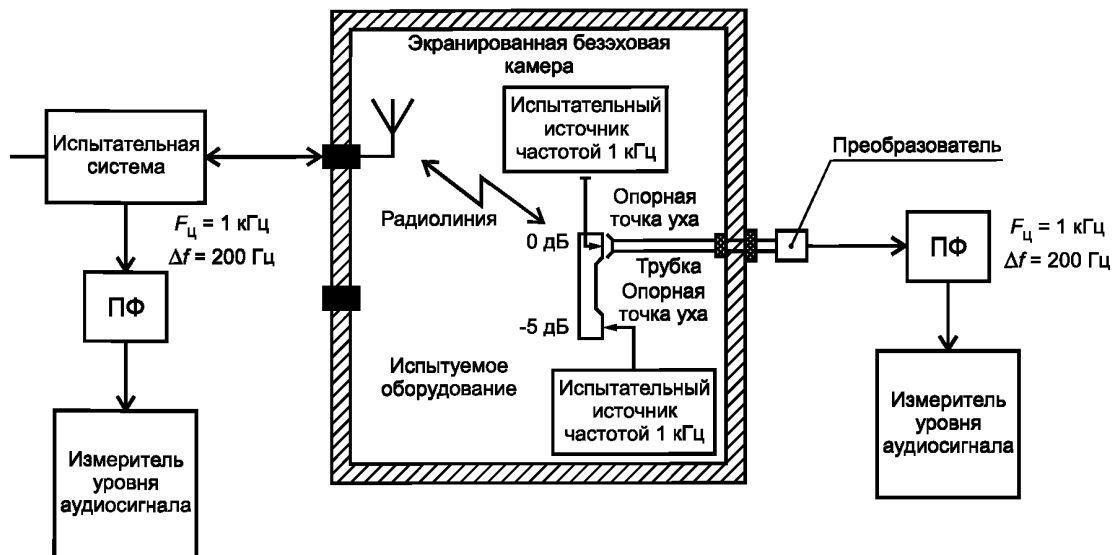 Экранированная безэховая
камера
Испытательная
система
Испытательный
источник
частотой 1 кГц
Преобразователь
Fц = 1 кГц
Δf = 200 Гц
ПФ
Измеритель
уровня
аудиосигнала
Радиолиния
Опорная
точка уха
0 дБ
Трубка
Опорная
точка уха
-5 дБ
Испытуемое
оборудование
Испытательный
источник
частотой 1 кГц
Fц = 1 кГц
Δf = 200 Гц
ПФ
Измеритель
уровня
аудиосигнала